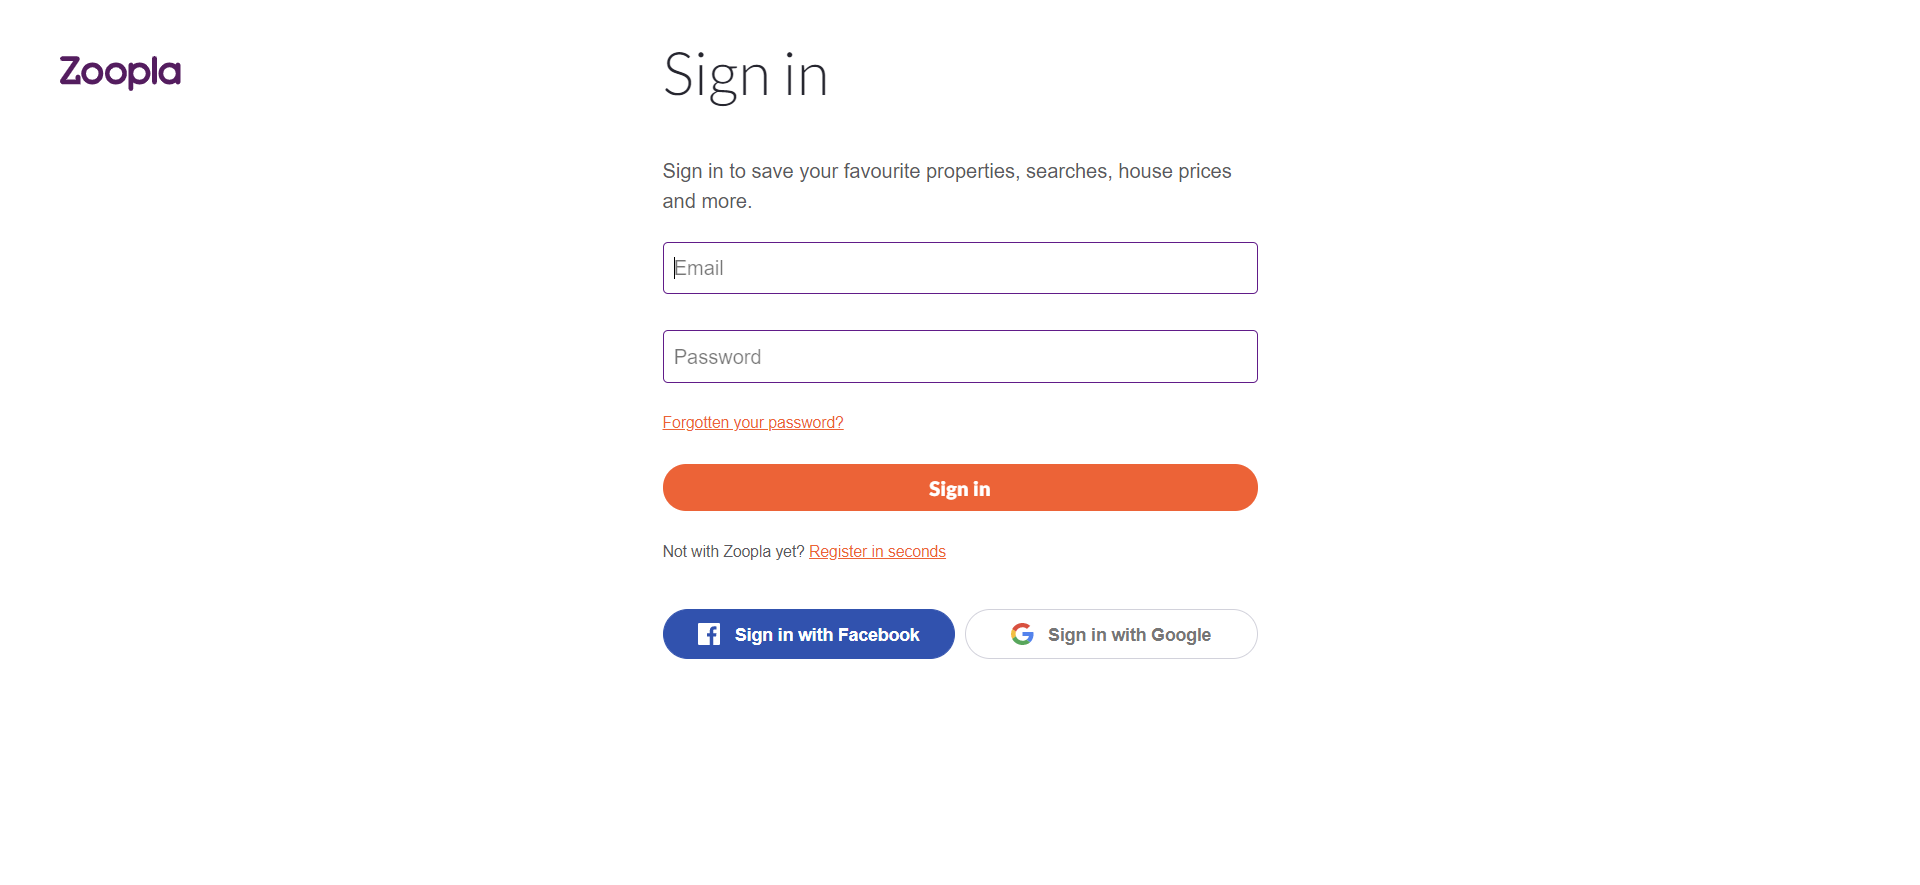 Zoopla
Sign in
Sign in to save your favourite properties, searches, house prices
and more.
Email
Password
Forgotten your password?
Sign in
Not with Zoopla yet? Register in seconds
Sign in with Facebook
Sign in with Google